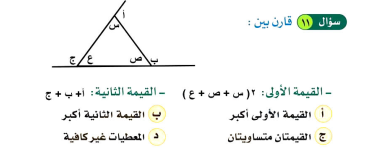 سؤال ١١ قارن بين :
أ
س
ج ع ص ب
- القيمة الأولى: ٢( س + ص + ع ) - القيمة الثانية: أ + ب + ج
أ القيمة الأولى أكبر ب القيمة الثانية أكبر
ج القيمتان متساويتان د المعطيات غير كافية